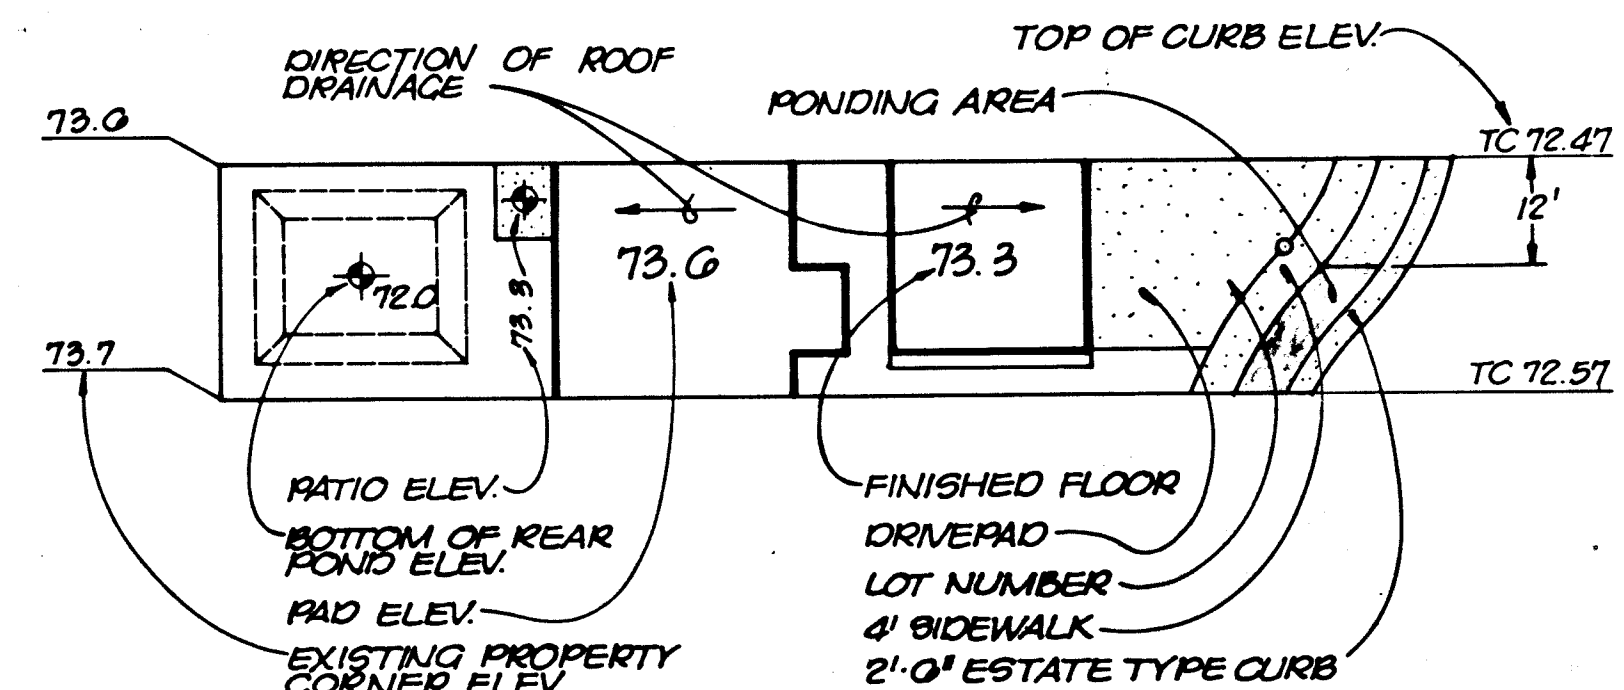 TOP OF CURB ELEV.
DIRECTION OF ROOF
DRAINAGE
PONDING AREA
73.6
TC 72.47
12'
73.6
73.3
72.0
73.3
73.7
TC 72.57
PATIO ELEV.
BOTTOM OF REAR
POND ELEV.
PAD ELEV.
EXISTING PROPERTY
CORNER ELEV
FINISHED FLOOR
DRIVEPAD
LOT NUMBER
4' SIDEWALK
2'-0" ESTATE TYPE CURB